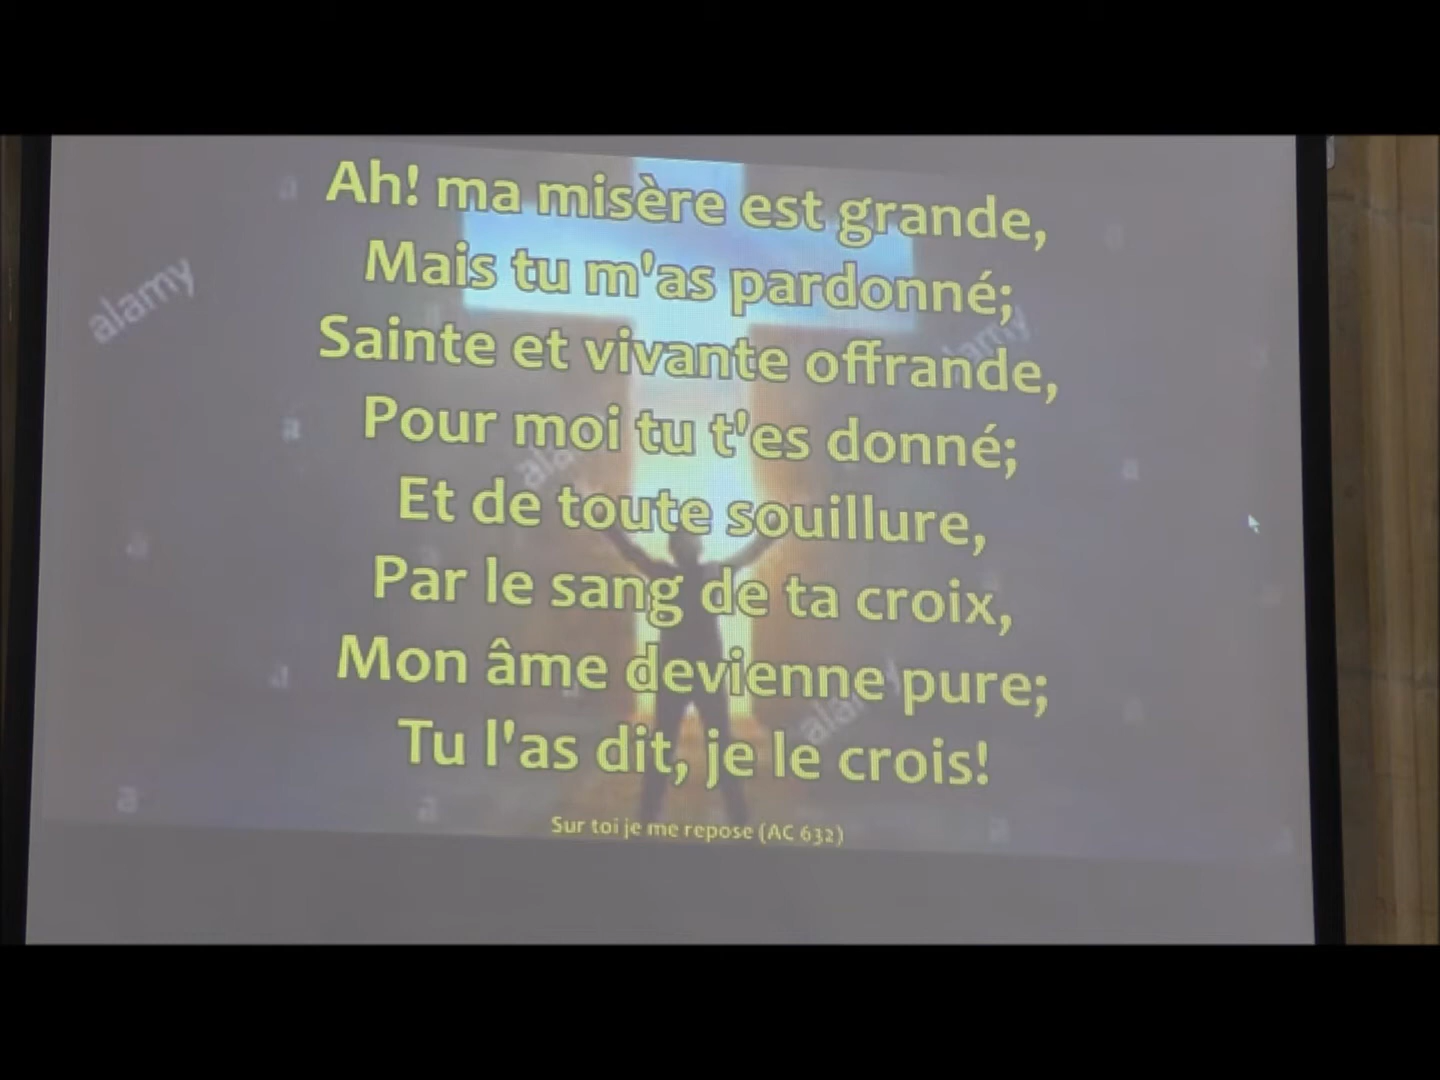 Ah! ma misère est grande,
Mais tu m'as pardonné;
Sainte et vivante offrande,
Pour moi tu t'es donné;
Et de toute souillure,
Par le sang de ta croix,
Mon âme devienne pure;
Tu l'as dit, je le crois!
Sur toi je me repose (AC 632)
alamy